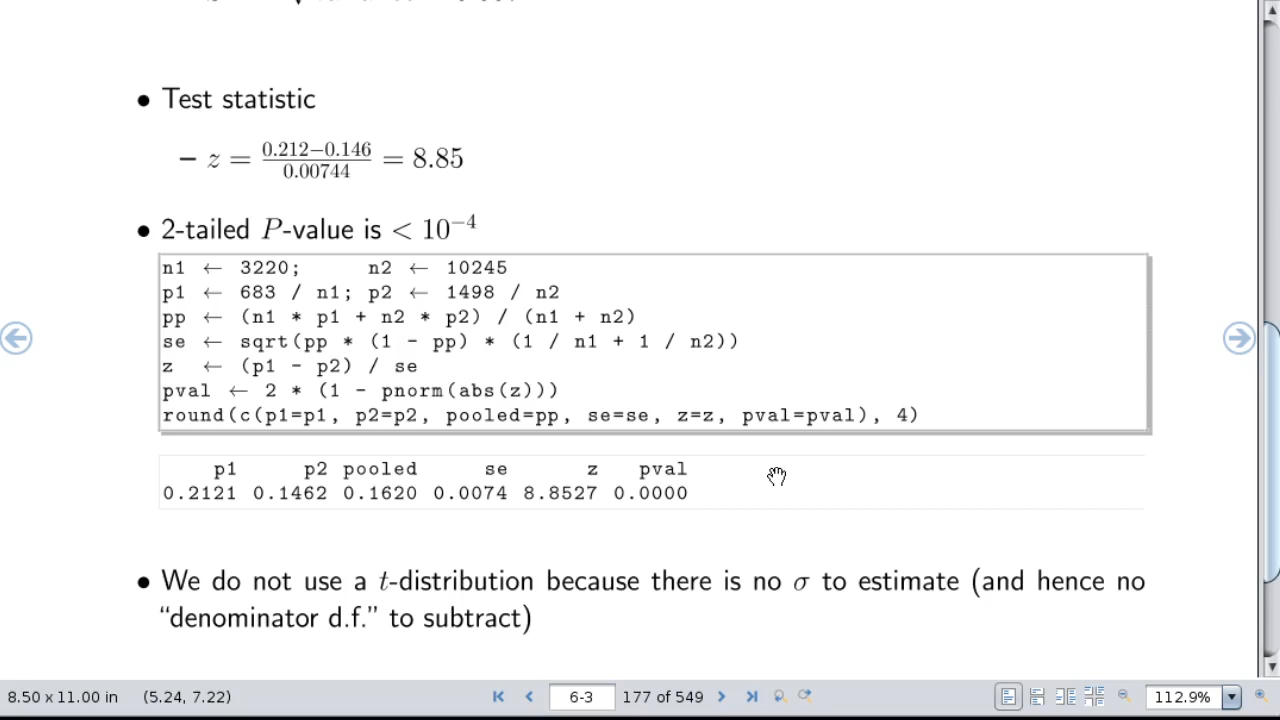 • Test statistic
– z = 0.212−0.146 / 0.00744 = 8.85
• 2-tailed P-value is < 10⁻⁴
n1 ← 3220; n2 ← 10245
p1 ← 683 / n1; p2 ← 1498 / n2
pp ← (n1 * p1 + n2 * p2) / (n1 + n2)
se ← sqrt(pp * (1 - pp) * (1 / n1 + 1 / n2))
z ← (p1 - p2) / se
pval ← 2 * (1 - pnorm(abs(z)))
round(c(p1=p1, p2=p2, pooled=pp, se=se, z=z, pval=pval), 4)
p1 p2 pooled se z pval
0.2121 0.1462 0.1620 0.0074 8.8527 0.0000
• We do not use a t-distribution because there is no σ to estimate (and hence no
“denominator d.f.” to subtract)
8.50 x 11.00 in (5.24, 7.22) 6-3 177 of 549 112.9%